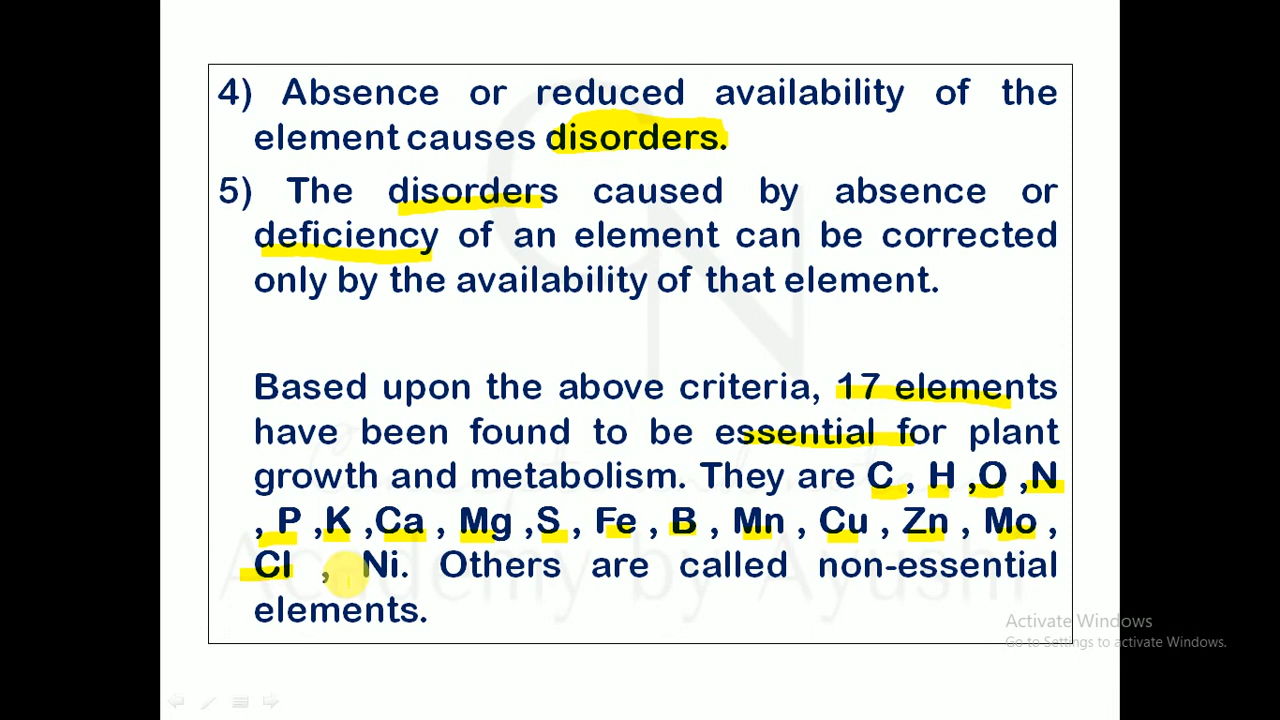 4) Absence or reduced availability of the
element causes disorders.
5) The disorders caused by absence or
deficiency of an element can be corrected
only by the availability of that element.
Based upon the above criteria, 17 elements
have been found to be essential for plant
growth and metabolism. They are C , H ,O ,N
, P ,K ,Ca , Mg ,S , Fe , B , Mn , Cu , Zn , Mo ,
Cl , Ni. Others are called non-essential
elements.
Academy by Ayush
Activate Windows
Go to Settings to activate Windows.